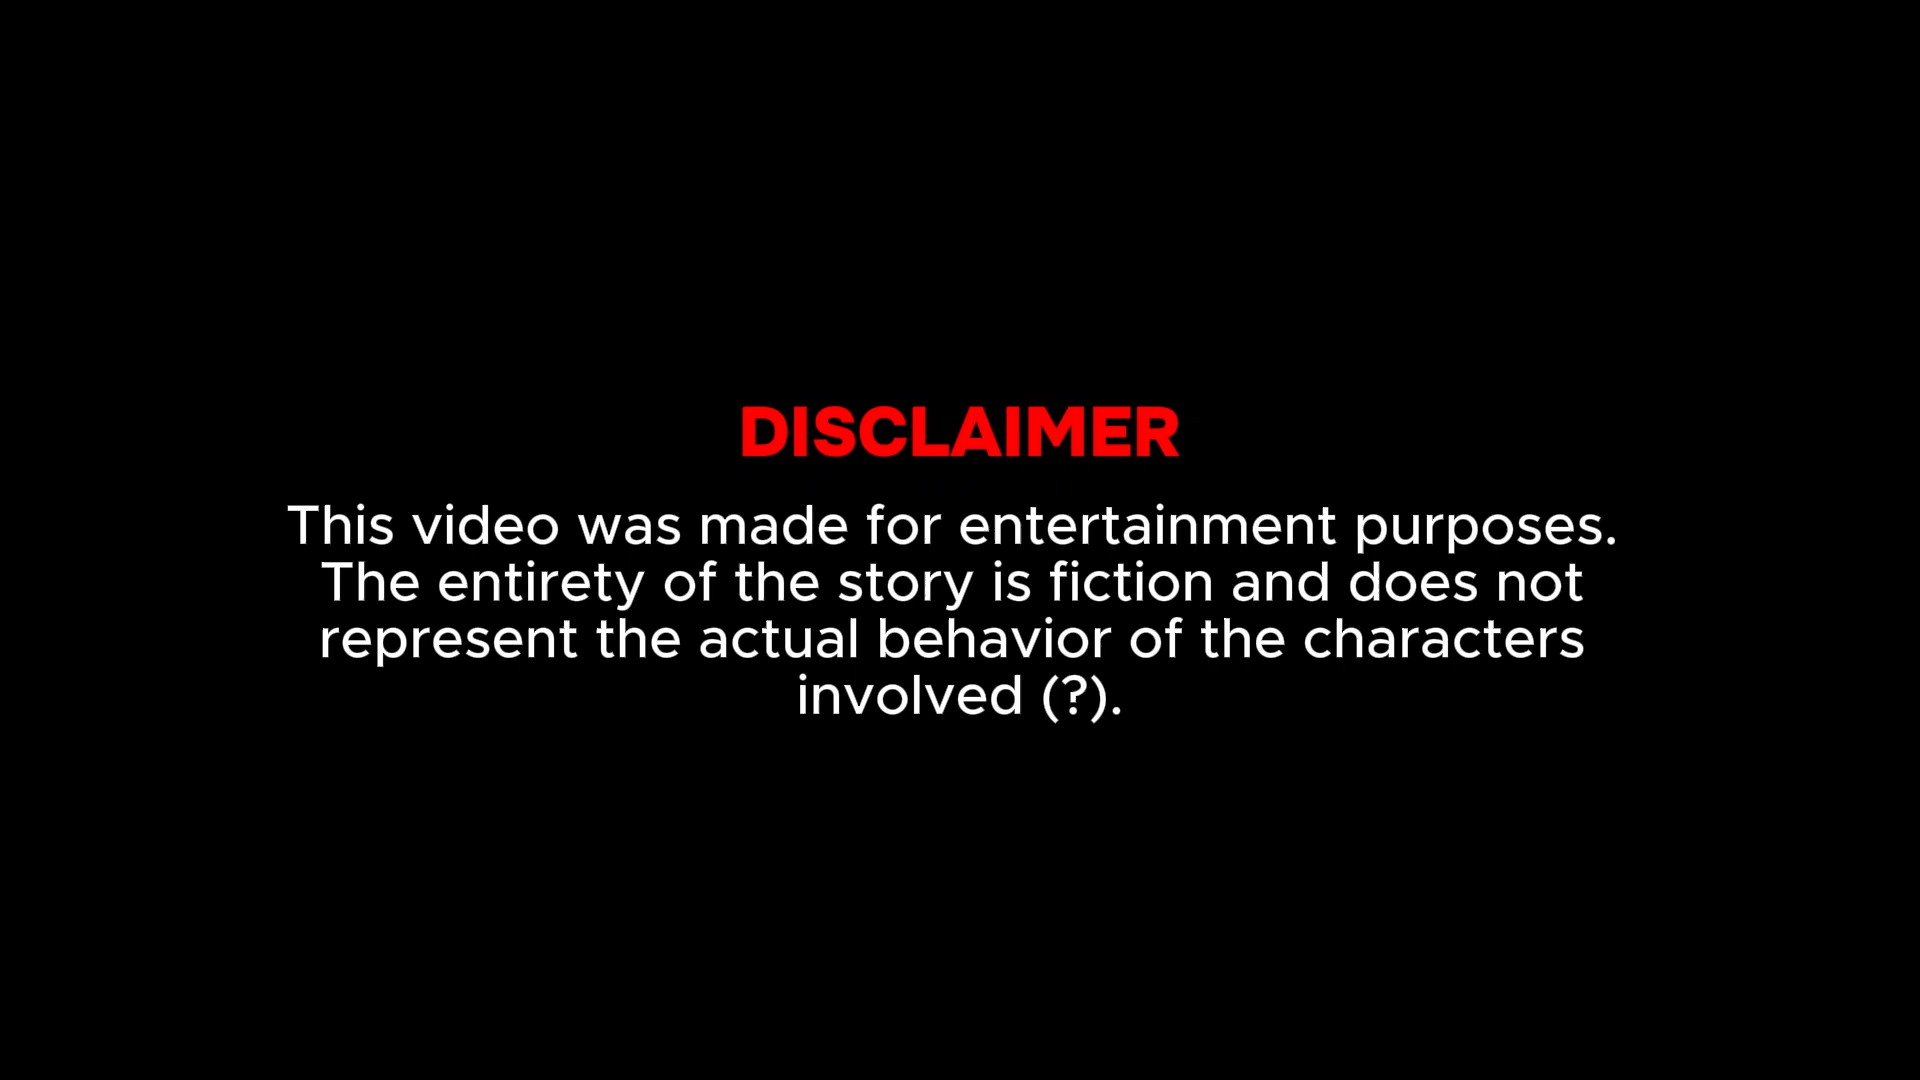 DISCLAIMER
This video was made for entertainment purposes.
The entirety of the story is fiction and does not
represent the actual behavior of the characters
involved (?).